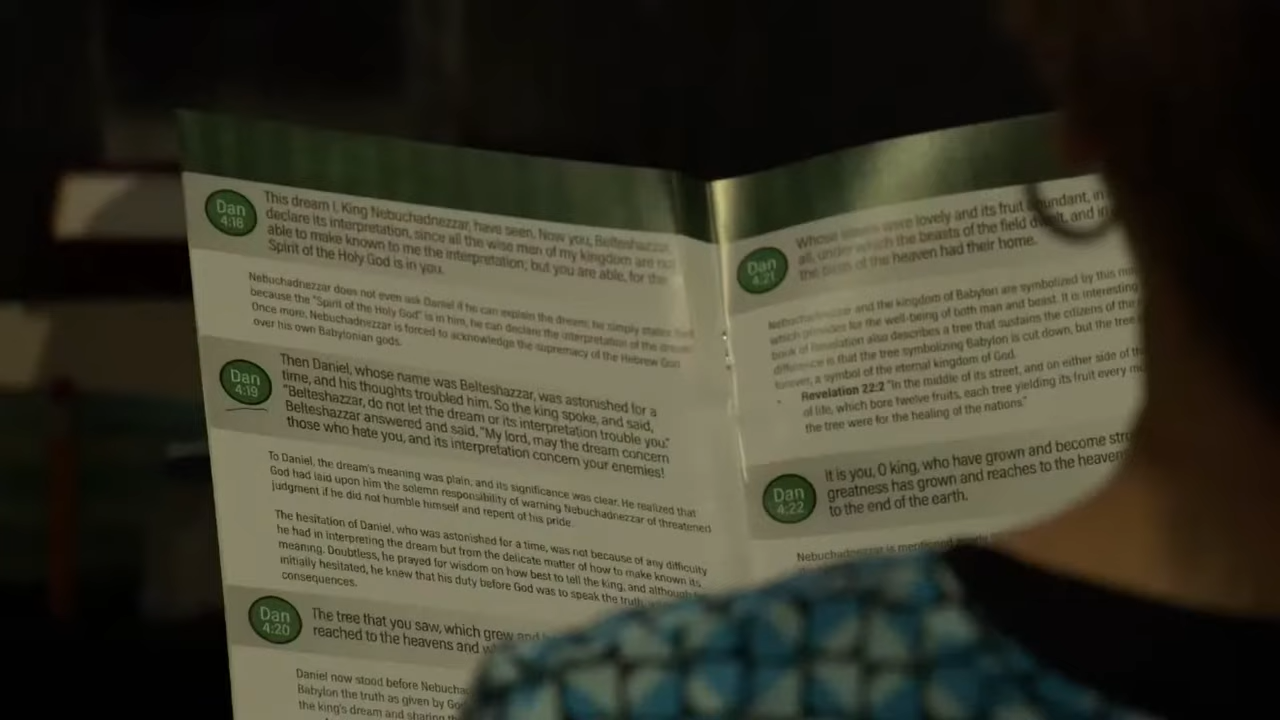 Dan
4:18
This dream I, King Nebuchadnezzar, have seen. Now you, Belteshazzar,
declare its interpretation, since all the wise men of my kingdom are not
able to make known to me the interpretation; but you are able, for the
Spirit of the Holy God is in you.
Nebuchadnezzar does not even ask Daniel if he can explain the dream; he simply states that
because the "Spirit of the Holy God" is in him, he can declare the interpretation of the dream.
Once more, Nebuchadnezzar is forced to acknowledge the supremacy of the Hebrew God
over his own Babylonian gods.
Dan
4:19
Then Daniel, whose name was Belteshazzar, was astonished for a
time, and his thoughts troubled him. So the king spoke, and said,
"Belteshazzar, do not let the dream or its interpretation trouble you."
Belteshazzar answered and said, "My lord, may the dream concern
those who hate you, and its interpretation concern your enemies!
To Daniel, the dream's meaning was plain, and its significance was clear. He realized that
God had laid upon him the solemn responsibility of warning Nebuchadnezzar of threatened
judgment if he did not humble himself and repent of his pride.
The hesitation of Daniel, who was astonished for a time, was not because of any difficulty
he had in interpreting the dream but from the delicate matter of how to make known its
meaning. Doubtless, he prayed for wisdom on how best to tell the king, and although he
initially hesitated, he knew that his duty before God was to speak the truth,
consequences.
Dan
4:20
The tree that you saw, which grew and
reached to the heavens and
Daniel now stood before
Babylon the truth as given by
the king's dream and sharing
Dan
4:21
Whose leaves were lovely and its fruit abundant, in
all, under which the beasts of the field dwelt, and in
the birds of the heaven had their home.
Nebuchadnezzar and the kingdom of Babylon are symbolized by this
which provides for the well-being of both man and beast. It is interesting
book of Revelation also describes a tree that sustains the citizens of the
difference is that the tree symbolizing Babylon is cut down, but the tree
forever, a symbol of the eternal kingdom of God.
Revelation 22:2 "In the middle of its street, and on either side of the
of life, which bore twelve fruits, each tree yielding its fruit every
the tree were for the healing of the nations."
Dan
4:22
It is you, O king, who have grown and become
greatness has grown and reaches to the heavens
to the end of the earth.
Nebuchadnezzar is mentioned